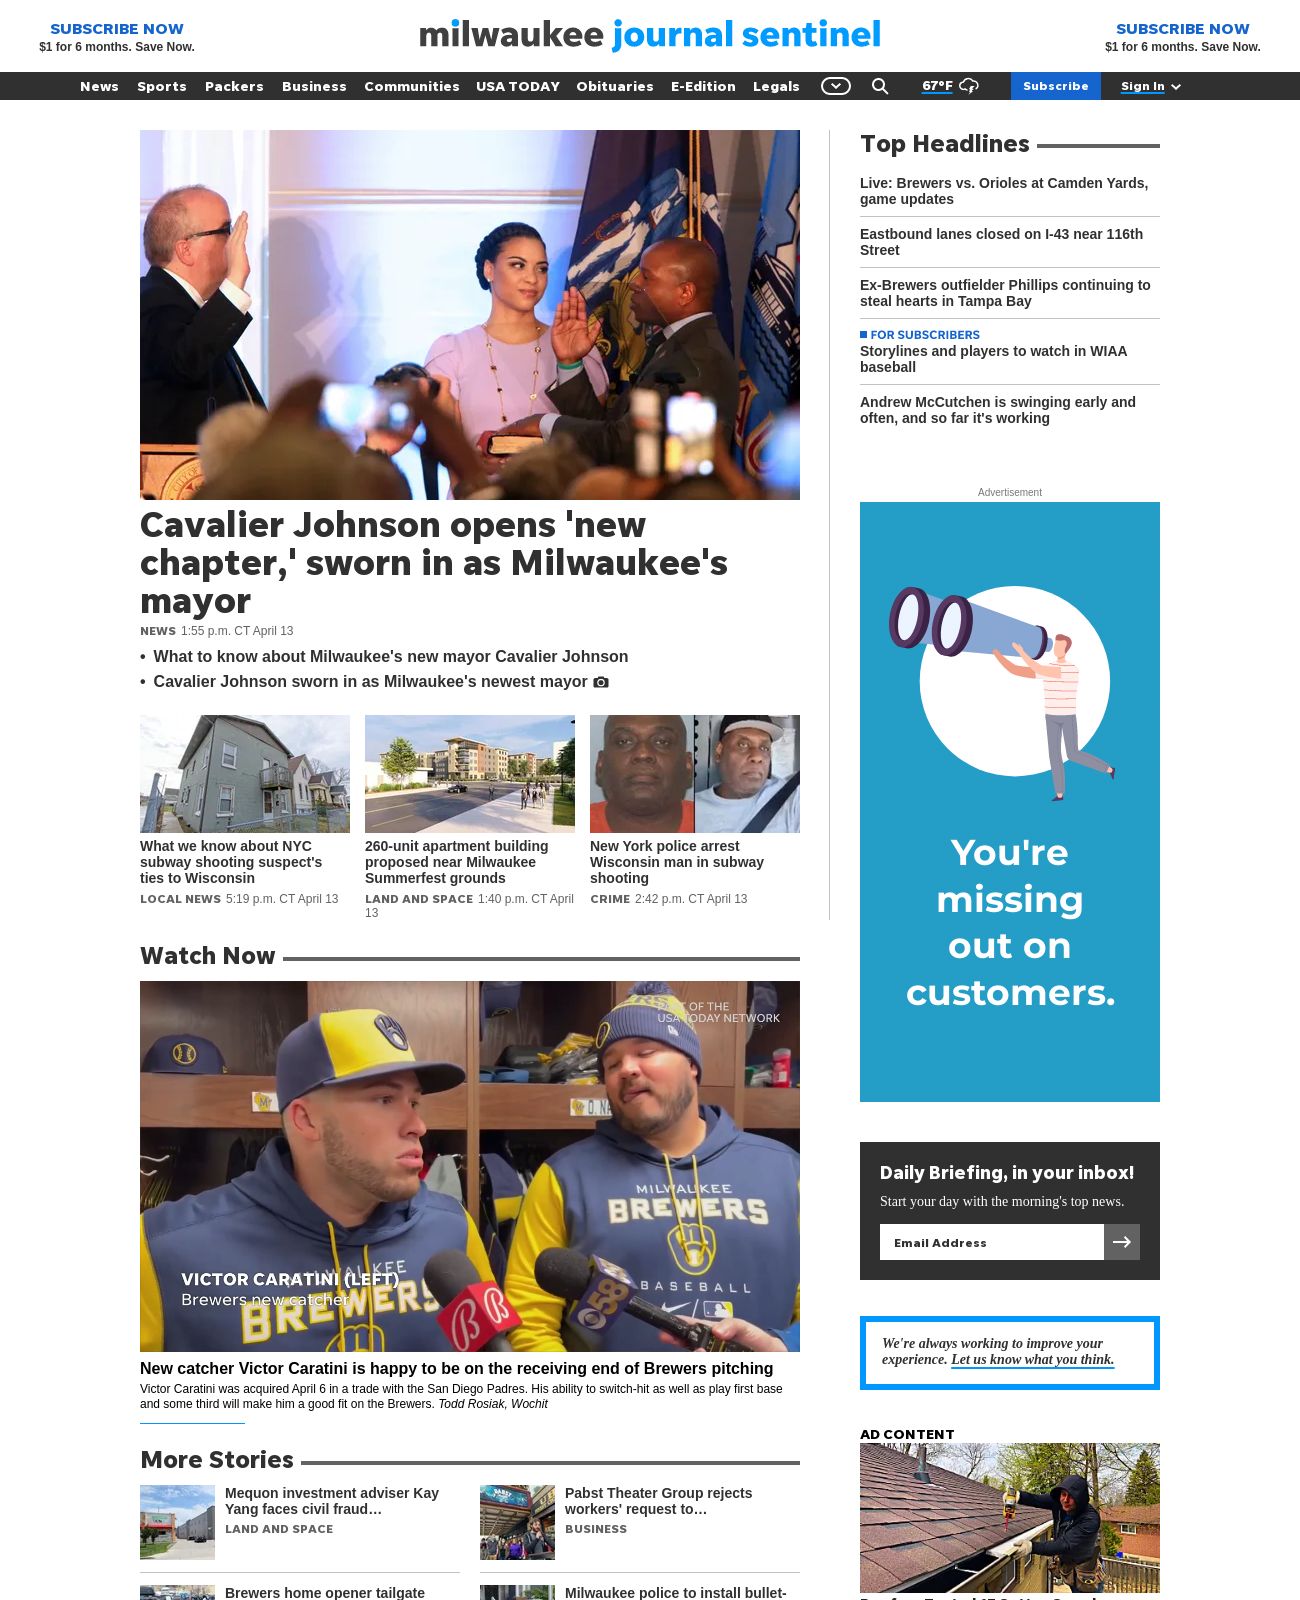 SUBSCRIBE NOW
$1 for 6 months. Save Now.
milwaukee journal sentinel
SUBSCRIBE NOW
$1 for 6 months. Save Now.
News Sports Packers Business Communities USA TODAY Obituaries E-Edition Legals 67°F Subscribe Sign In
Cavalier Johnson opens 'new
chapter,' sworn in as Milwaukee's
mayor
NEWS 1:55 p.m. CT April 13
• What to know about Milwaukee's new mayor Cavalier Johnson
• Cavalier Johnson sworn in as Milwaukee's newest mayor
What we know about NYC
subway shooting suspect's
ties to Wisconsin
LOCAL NEWS 5:19 p.m. CT April 13
260-unit apartment building
proposed near Milwaukee
Summerfest grounds
LAND AND SPACE 1:40 p.m. CT April
13
New York police arrest
Wisconsin man in subway
shooting
CRIME 2:42 p.m. CT April 13
Watch Now
PART OF THE
USA TODAY NETWORK
MILWAUKEE
BREWERS
BASEBALL
MILWAUKEE
BREWERS
58
VICTOR CARATINI (LEFT)
Brewers new catcher
New catcher Victor Caratini is happy to be on the receiving end of Brewers pitching
Victor Caratini was acquired April 6 in a trade with the San Diego Padres. His ability to switch-hit as well as play first base
and some third will make him a good fit on the Brewers. Todd Rosiak, Wochit
More Stories
Mequon investment adviser Kay
Yang faces civil fraud…
LAND AND SPACE
Pabst Theater Group rejects
workers' request to…
BUSINESS
Brewers home opener tailgate
Milwaukee police to install bullet-
Top Headlines
Live: Brewers vs. Orioles at Camden Yards,
game updates
Eastbound lanes closed on I-43 near 116th
Street
Ex-Brewers outfielder Phillips continuing to
steal hearts in Tampa Bay
FOR SUBSCRIBERS
Storylines and players to watch in WIAA
baseball
Andrew McCutchen is swinging early and
often, and so far it's working
Advertisement
You're
missing
out on
customers.
Daily Briefing, in your inbox!
Start your day with the morning's top news.
Email Address
We're always working to improve your
experience. Let us know what you think.
AD CONTENT